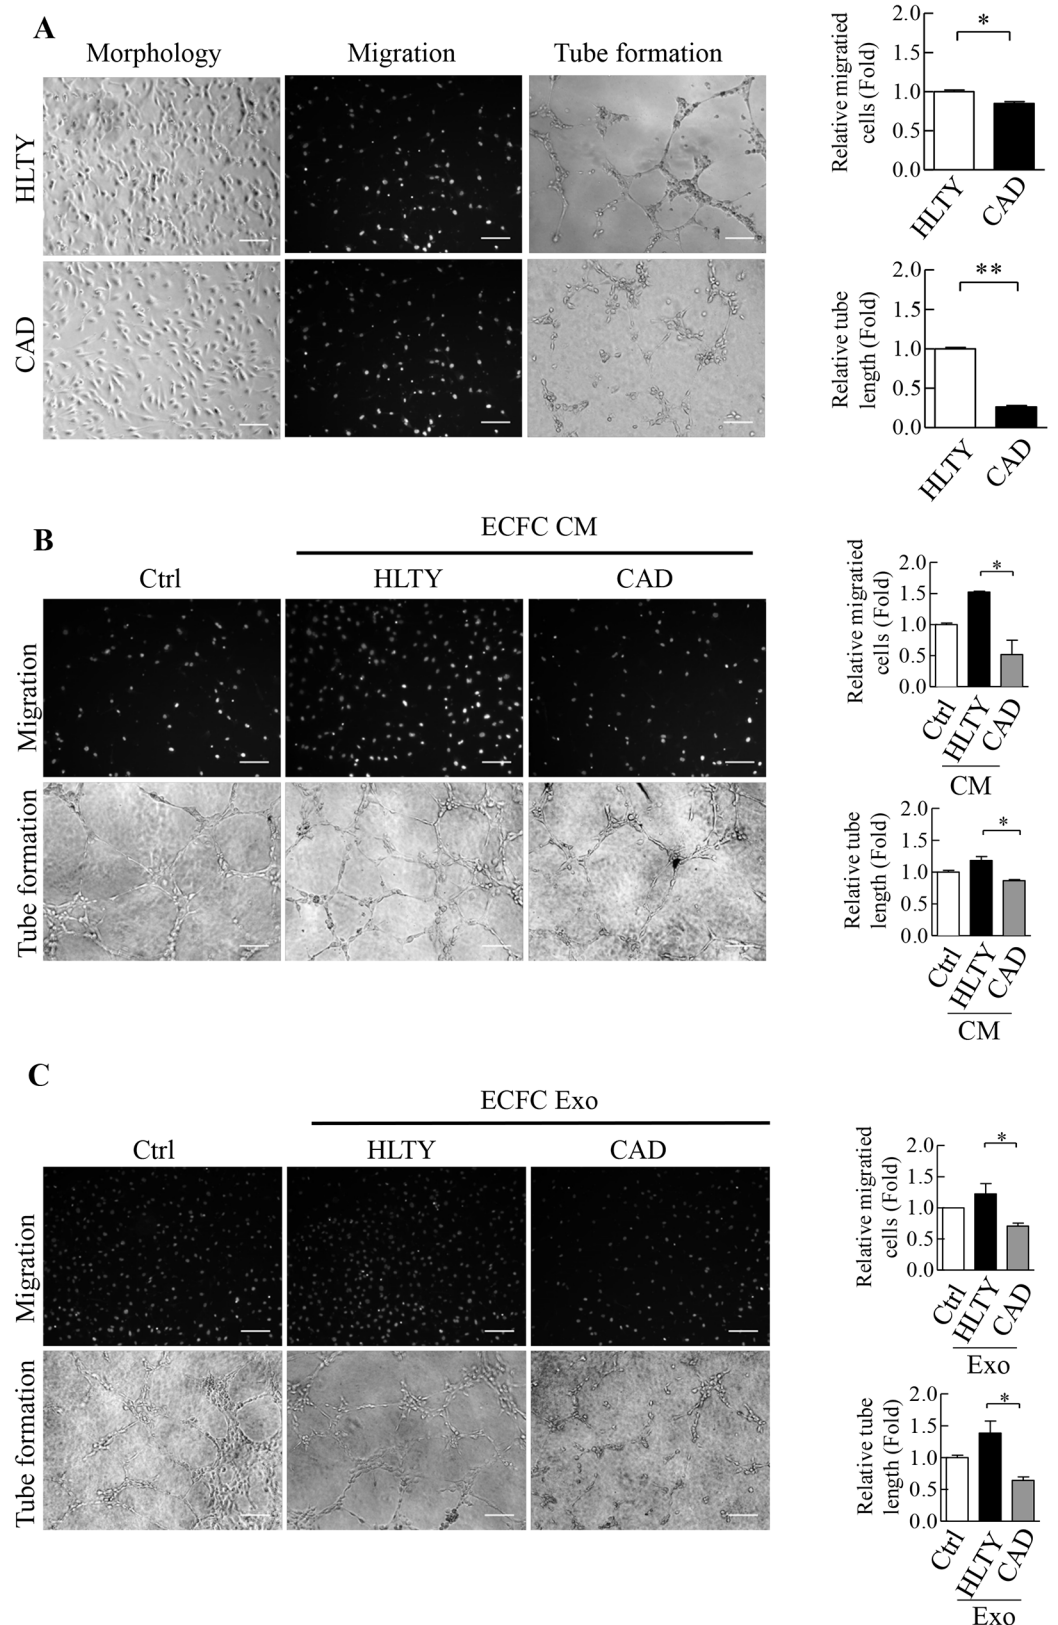 A
Morphology
Migration
Tube formation
HLTY
CAD
Relative migratied
cells (Fold)
2.0
1.5
1.0
0.5
0.0
*
HLTY
CAD
Relative tube
length (Fold)
2.0
1.5
1.0
0.5
0.0
**
HLTY
CAD
B
ECFC CM
Ctrl
HLTY
CAD
Migration
Tube formation
Relative migratied
cells (Fold)
2.0
1.5
1.0
0.5
0.0
*
Ctrl
HLTY
CAD
CM
Relative tube
length (Fold)
2.0
1.5
1.0
0.5
0.0
*
Ctrl
HLTY
CAD
CM
C
ECFC Exo
Ctrl
HLTY
CAD
Migration
Tube formation
Relative migratied
cells (Fold)
2.0
1.5
1.0
0.5
0.0
*
Ctrl
HLTY
CAD
Exo
Relative tube
length (Fold)
2.0
1.5
1.0
0.5
0.0
*
Ctrl
HLTY
CAD
Exo